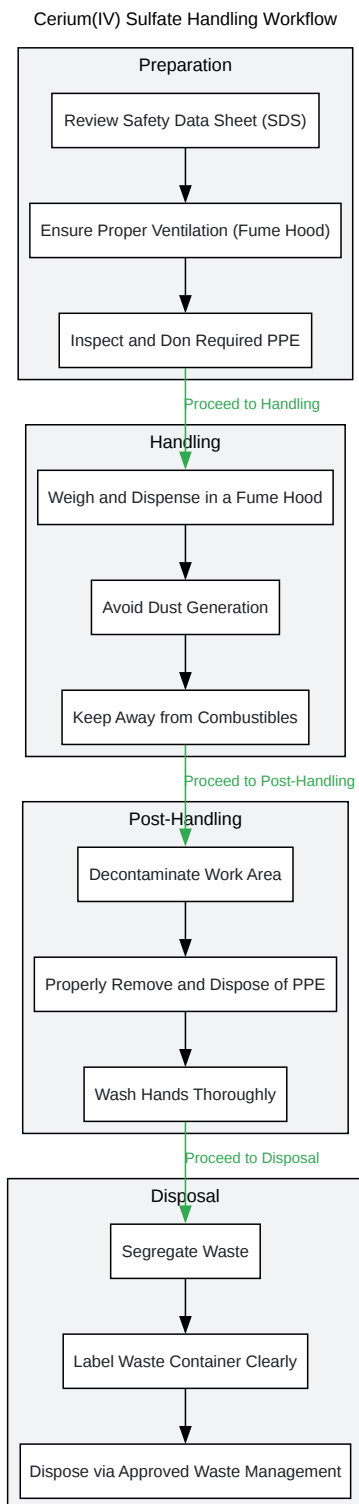 Cerium(IV) Sulfate Handling Workflow
Preparation
Review Safety Data Sheet (SDS)
Ensure Proper Ventilation (Fume Hood)
Inspect and Don Required PPE
Proceed to Handling
Handling
Weigh and Dispense in a Fume Hood
Avoid Dust Generation
Keep Away from Combustibles
Proceed to Post-Handling
Post-Handling
Decontaminate Work Area
Properly Remove and Dispose of PPE
Wash Hands Thoroughly
Proceed to Disposal
Disposal
Segregate Waste
Label Waste Container Clearly
Dispose via Approved Waste Management